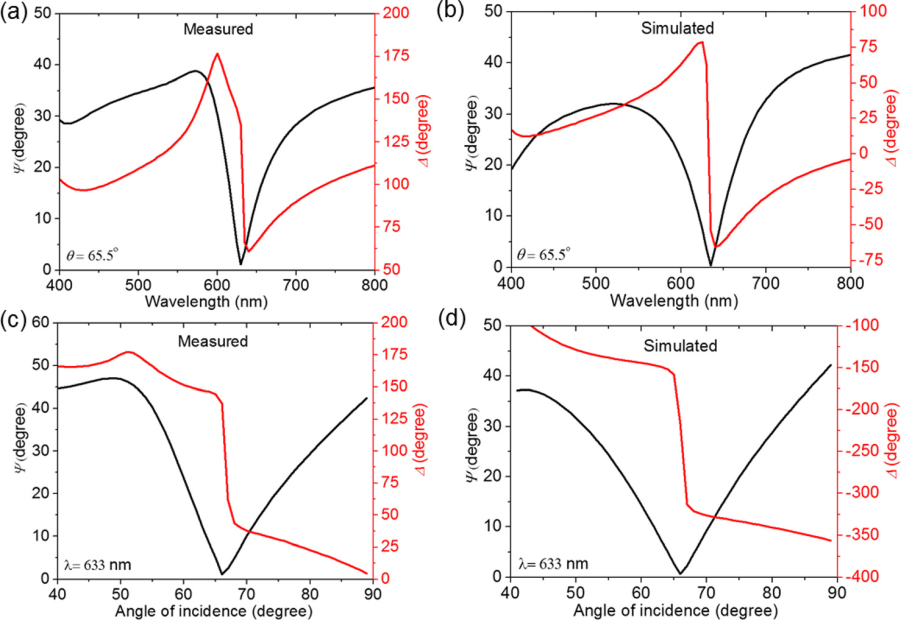 (a)
Measured
50
40
30
20
10
0
Ψ (degree)
200
175
150
125
100
75
50
Δ (degree)
θ = 65.5°
400 500 600 700 800
Wavelength (nm)
(b)
Simulated
50
40
30
20
10
0
Ψ (degree)
100
75
50
25
0
-25
-50
-75
Δ (degree)
θ = 65.5°
400 500 600 700 800
Wavelength (nm)
(c)
Measured
60
50
40
30
20
10
0
Ψ (degree)
200
175
150
125
100
75
50
25
0
Δ (degree)
λ= 633 nm
40 50 60 70 80 90
Angle of incidence (degree)
(d)
Simulated
50
40
30
20
10
0
Ψ (degree)
-100
-150
-200
-250
-300
-350
-400
Δ (degree)
λ= 633 nm
40 50 60 70 80 90
Angle of incidence (degree)